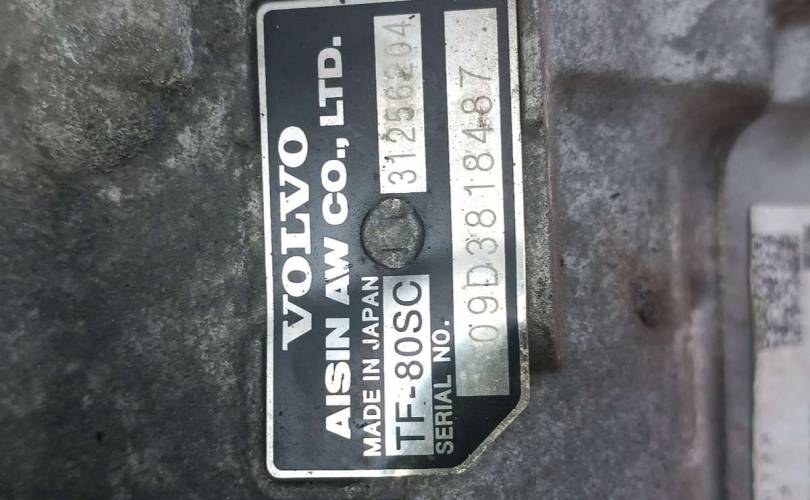 VOLVO
AISIN AW CO., LTD.
MADE IN JAPAN
TF-80SC 31256204
SERIAL NO.
09D3818487